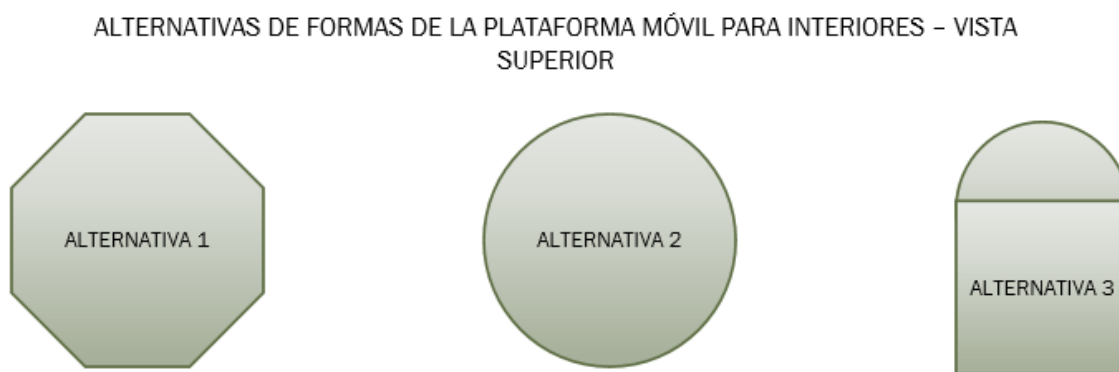 ALTERNATIVAS DE FORMAS DE LA PLATAFORMA MÓVIL PARA INTERIORES – VISTA
SUPERIOR
ALTERNATIVA 1
ALTERNATIVA 2
ALTERNATIVA 3